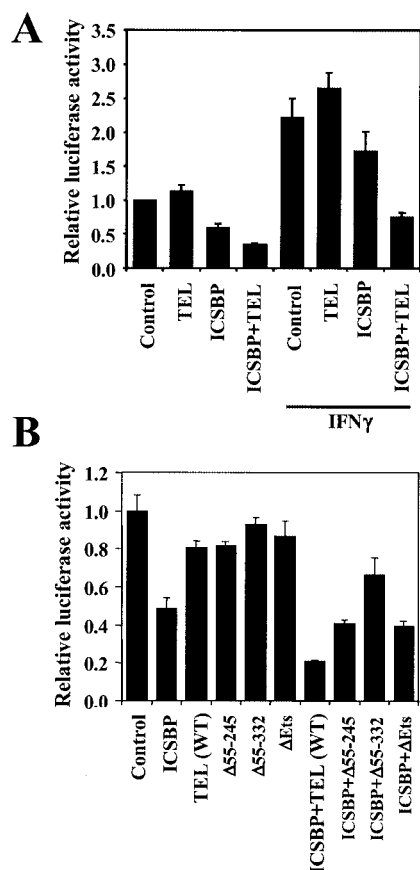 A
Relative luciferase activity
3.5
3.0
2.5
2.0
1.5
1.0
0.5
0.0
Control
TEL
ICSBP
ICSBP+TEL
Control
TEL
ICSBP
ICSBP+TEL
IFNγ
B
Relative luciferase activity
1.2
1.0
0.8
0.6
0.4
0.2
0.0
Control
ICSBP
TEL (WT)
Δ55-245
Δ55-332
ΔEts
ICSBP+TEL (WT)
ICSBP+Δ55-245
ICSBP+Δ55-332
ICSBP+ΔEts